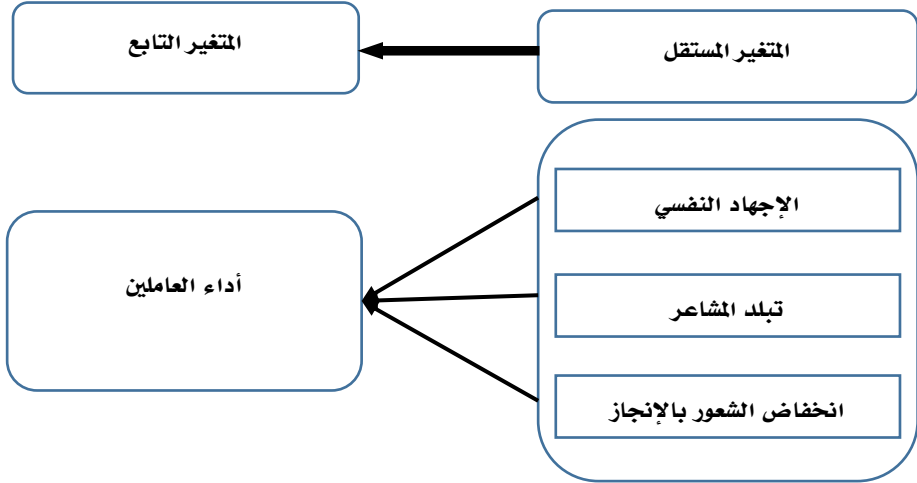 المتغير المستقل
المتغير التابع
الإجهاد النفسي
تبلد المشاعر
انخفاض الشعور بالإنجاز
أداء العاملين